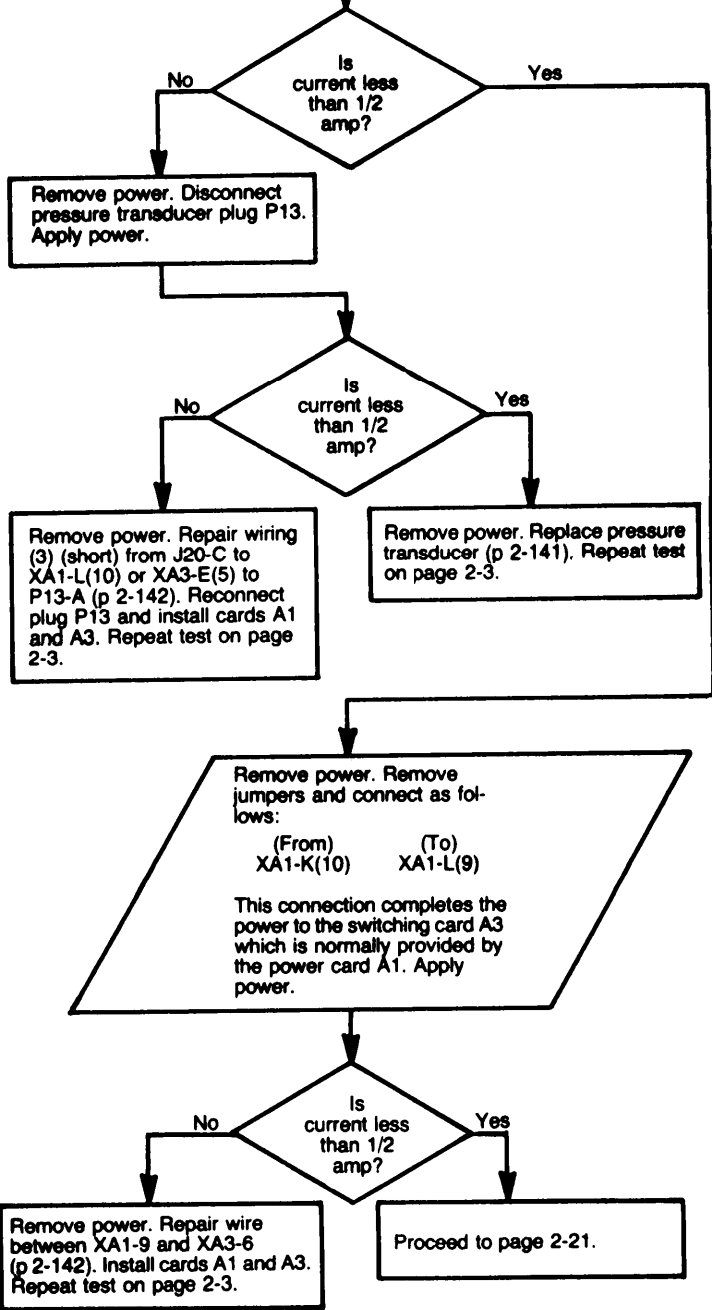 Is
current less
than 1/2
amp?
No
Yes
Remove power. Disconnect
pressure transducer plug P13.
Apply power.
Is
current less
than 1/2
amp?
No
Yes
Remove power. Repair wiring
(3) (short) from J20-C to
XA1-L(10) or XA3-E(5) to
P13-A (p 2-142). Reconnect
plug P13 and install cards A1
and A3. Repeat test on page
2-3.
Remove power. Replace pressure
transducer (p 2-141). Repeat test
on page 2-3.
Remove power. Remove
jumpers and connect as fol-
lows:
(From) (To)
XA1-K(10) XA1-L(9)
This connection completes the
power to the switching card A3
which is normally provided by
the power card A1. Apply
power.
Is
current less
than 1/2
amp?
No
Yes
Remove power. Repair wire
between XA1-9 and XA3-6
(p 2-142). Install cards A1 and A3.
Repeat test on page 2-3.
Proceed to page 2-21.